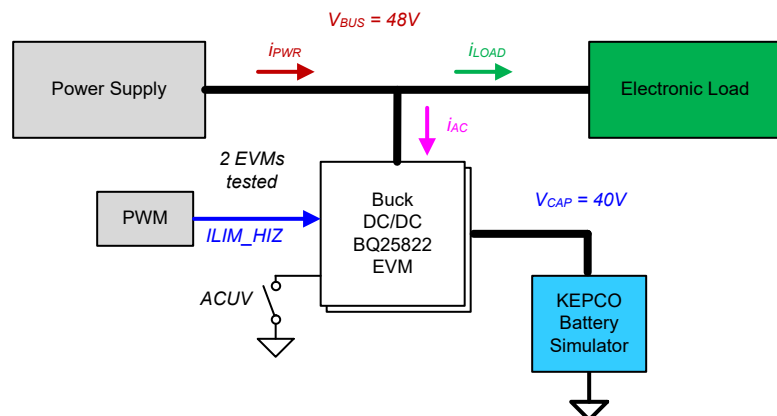 VBUS = 48V
iPWR
iLOAD
Power Supply
Electronic Load
iAC
2 EVMs
tested
Buck
DC/DC
BQ25822
EVM
PWM
ILIM_HIZ
VCAP = 40V
ACUV
KEPCO
Battery
Simulator